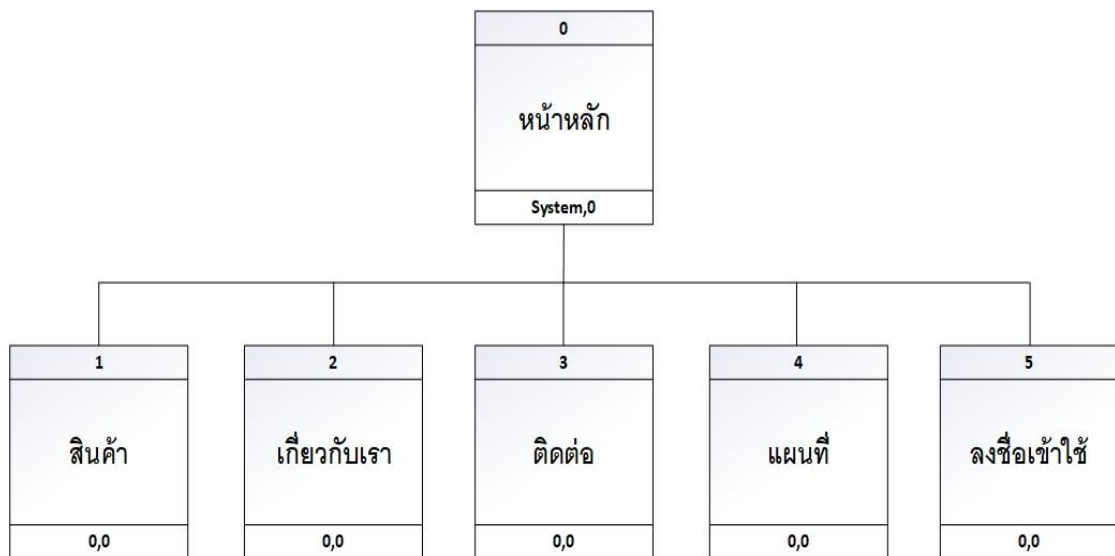 0
หน้าหลัก
System,0
1
2
3
4
5
สินค้า
เกี่ยวกับเรา
ติดต่อ
แผนที่
ลงชื่อเข้าใช้
0,0
0,0
0,0
0,0
0,0